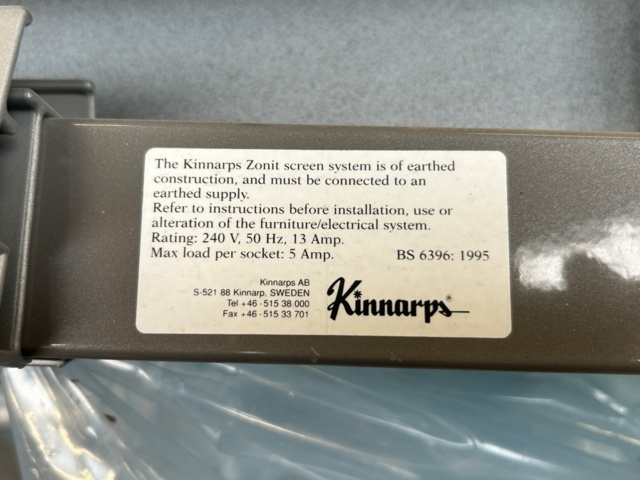 The Kinnarps Zonit screen system is of earthed
construction, and must be connected to an
earthed supply.
Refer to instructions before installation, use or
alteration of the furniture/electrical system.
Rating: 240 V, 50 Hz, 13 Amp.
Max load per socket: 5 Amp. BS 6396: 1995
Kinnarps AB
S-521 88 Kinnarp, SWEDEN
Tel +46 - 515 38 000
Fax +46 - 515 33 701
Kinnarps®